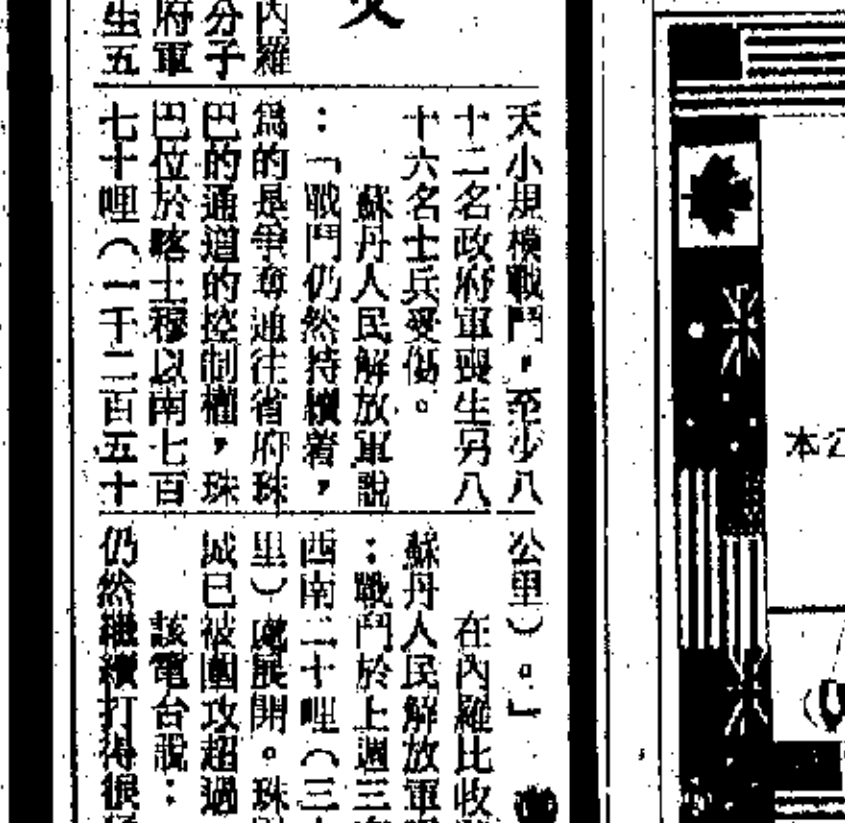 內羅
分子
府軍
生五
天小規模戰鬥，至少八
十二名政府軍喪生另八
十六名士兵受傷。
蘇丹人民解放軍說
：「戰鬥仍然持續着，
爲的是爭奪通往省府珠
巴的通道的控制權，珠
巴位於喀士穆以南七百
七十哩（一千二百五十
公里）。」
在內羅比收
蘇丹人民解放軍
：戰鬥於上週三
西南二十哩（三
里）處展開。珠
城已被圍攻超過
該電台說：
仍然繼續打得很
本公